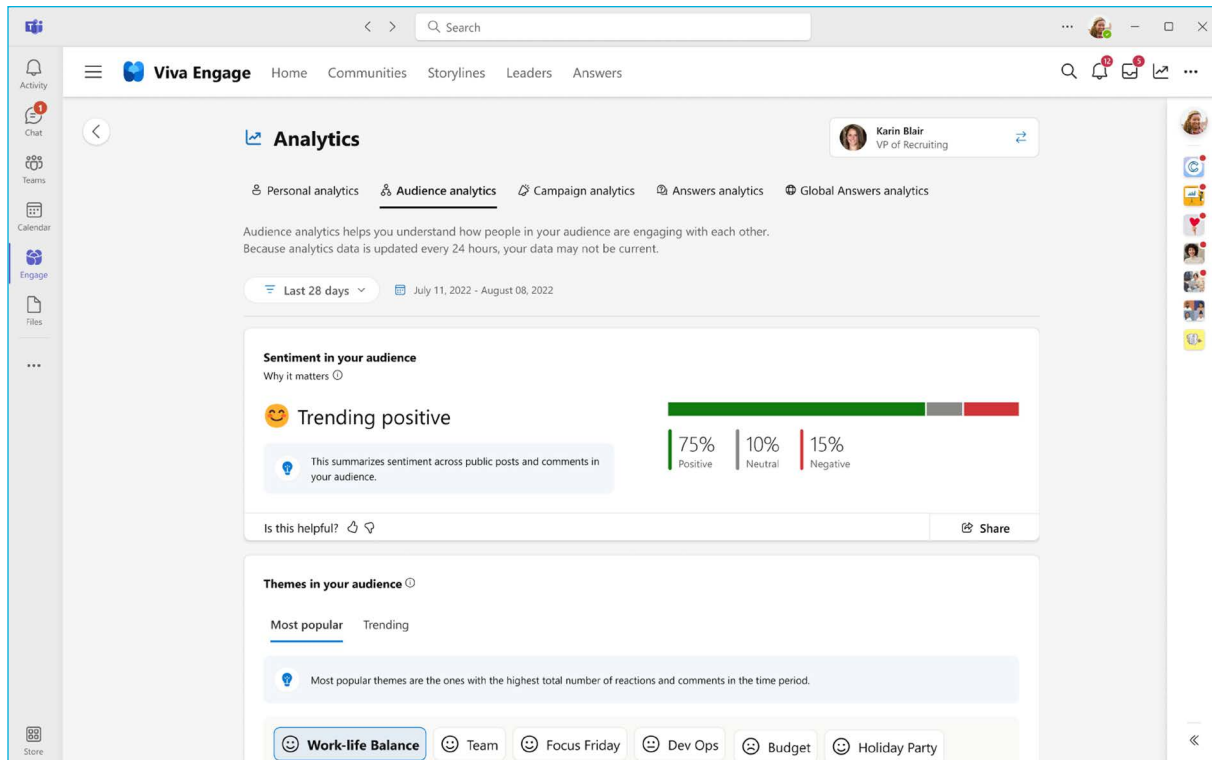 Search
Activity
1
Chat
Teams
Calendar
Engage
Files
Store
Viva Engage
Home
Communities
Storylines
Leaders
Answers
12
5
Analytics
Karin Blair
VP of Recruiting
Personal analytics
Audience analytics
Campaign analytics
Answers analytics
Global Answers analytics
Audience analytics helps you understand how people in your audience are engaging with each other.
Because analytics data is updated every 24 hours, your data may not be current.
Last 28 days
July 11, 2022 - August 08, 2022
Sentiment in your audience
Why it matters
Trending positive
This summarizes sentiment across public posts and comments in
your audience.
75%
Positive
10%
Neutral
15%
Negative
Is this helpful?
Share
Themes in your audience
Most popular
Trending
Most popular themes are the ones with the highest total number of reactions and comments in the time period.
Work-life Balance
Team
Focus Friday
Dev Ops
Budget
Holiday Party